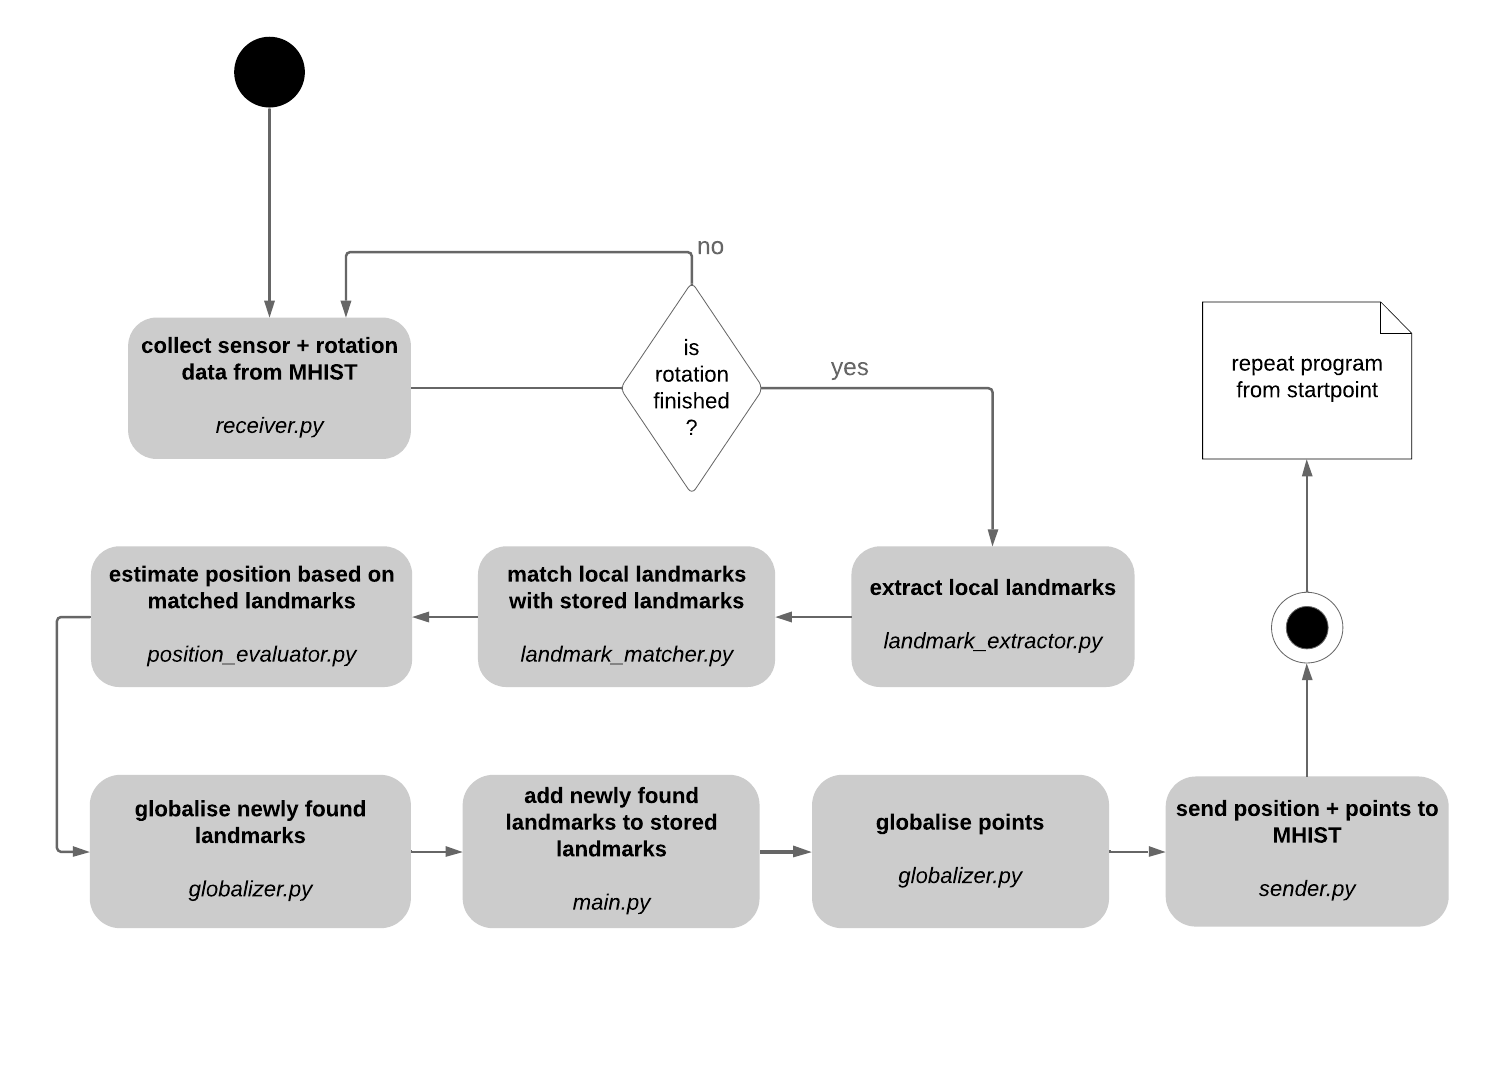 no
collect sensor + rotation
data from MHIST
receiver.py
is
rotation
finished
?
yes
repeat program
from startpoint
estimate position based on
matched landmarks
position_evaluator.py
match local landmarks
with stored landmarks
landmark_matcher.py
extract local landmarks
landmark_extractor.py
globalise newly found
landmarks
globalizer.py
add newly found
landmarks to stored
landmarks
main.py
globalise points
globalizer.py
send position + points to
MHIST
sender.py